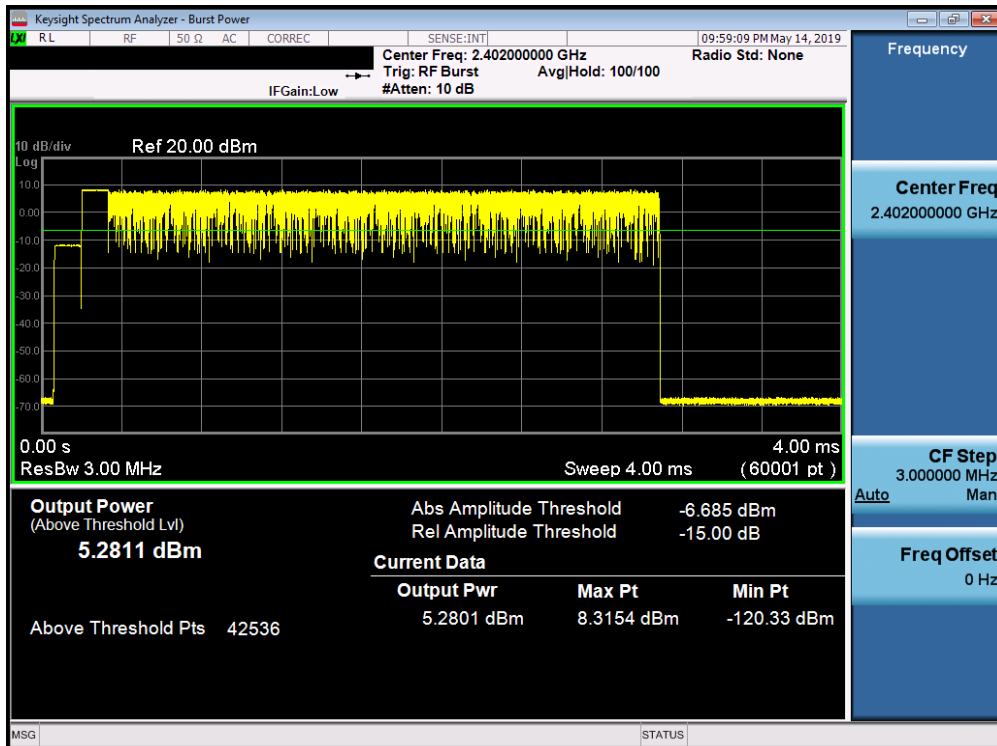 Keysight Spectrum Analyzer - Burst Power
LXI RL RF 50 Ω AC CORREC SENSE:INT 09:59:09 PM May 14, 2019
Center Freq: 2.402000000 GHz Radio Std: None
Trig: RF Burst Avg|Hold: 100/100
IFGain:Low #Atten: 10 dB
Frequency
10 dB/div Ref 20.00 dBm
Log
10.0
0.00
-10.0
-20.0
-30.0
-40.0
-50.0
-60.0
-70.0
0.00 s 4.00 ms
ResBw 3.00 MHz Sweep 4.00 ms (60001 pt)
Center Freq
2.402000000 GHz
CF Step
3.000000 MHz
Auto Man
Freq Offset
0 Hz
Output Power
(Above Threshold Lvl)
5.2811 dBm
Above Threshold Pts 42536
Abs Amplitude Threshold -6.685 dBm
Rel Amplitude Threshold -15.00 dB
Current Data
Output Pwr Max Pt Min Pt
5.2801 dBm 8.3154 dBm -120.33 dBm
MSG STATUS